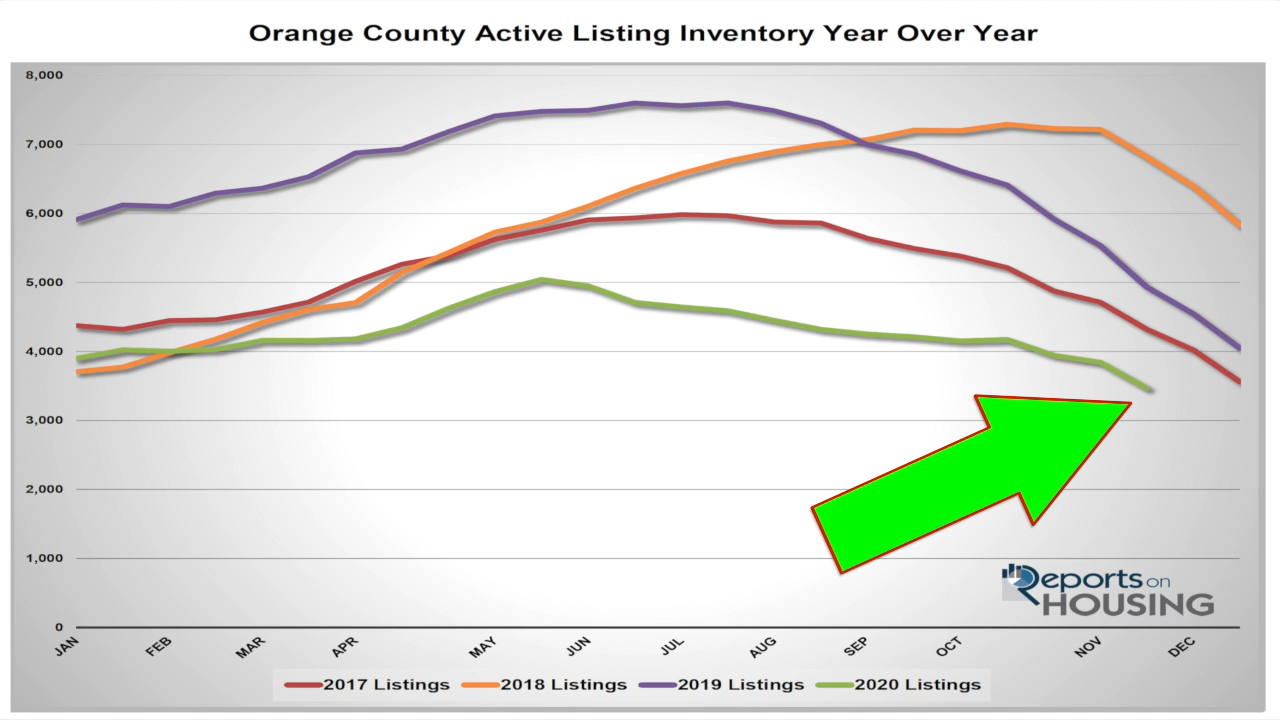 Orange County Active Listing Inventory Year Over Year
8,000
7,000
6,000
5,000
4,000
3,000
2,000
1,000
0
JAN
FEB
MAR
APR
MAY
JUN
JUL
AUG
SEP
OCT
NOV
DEC
Reports on
HOUSING
2017 Listings 2018 Listings 2019 Listings 2020 Listings